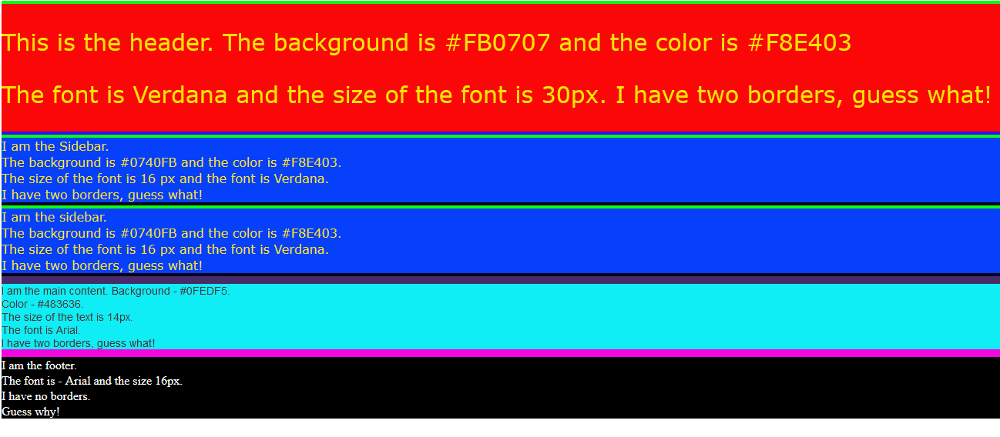 This is the header. The background is #FB0707 and the color is #F8E403
The font is Verdana and the size of the font is 30px. I have two borders, guess what!
I am the Sidebar.
The background is #0740FB and the color is #F8E403.
The size of the font is 16 px and the font is Verdana.
I have two borders, guess what!
I am the sidebar.
The background is #0740FB and the color is #F8E403.
The size of the font is 16 px and the font is Verdana.
I have two borders, guess what!
I am the main content. Background - #0FEDF5.
Color - #483636.
The size of the text is 14px.
The font is Arial.
I have two borders, guess what!
I am the footer.
The font is - Arial and the size 16px.
I have no borders.
Guess why!